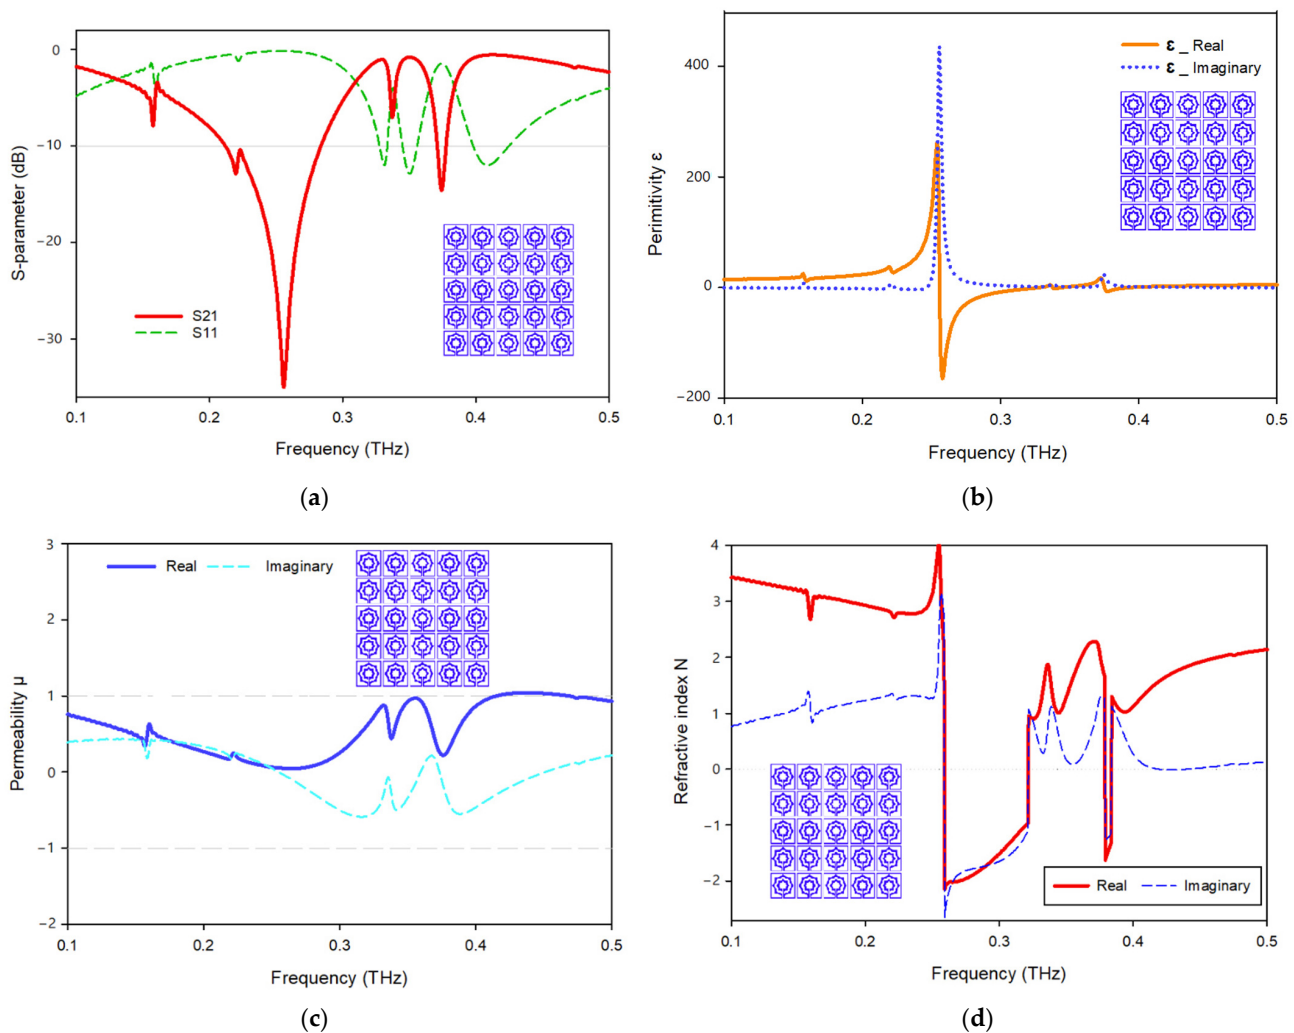 0
−10
−20
−30
S-parameter (dB)
S21
S11
0.1
0.2
0.3
0.4
0.5
Frequency (THz)
(a)
400
200
0
−200
Perimitivity ε
ε _ Real
ε _ Imaginary
0.1
0.2
0.3
0.4
0.5
Frequency (THz)
(b)
3
2
1
0
−1
−2
Permeability μ
Real
Imaginary
0.1
0.2
0.3
0.4
0.5
Frequency (THz)
(c)
4
3
2
1
0
−1
−2
Refractive index N
Real
Imaginary
0.1
0.2
0.3
0.4
0.5
Frequency (THz)
(d)